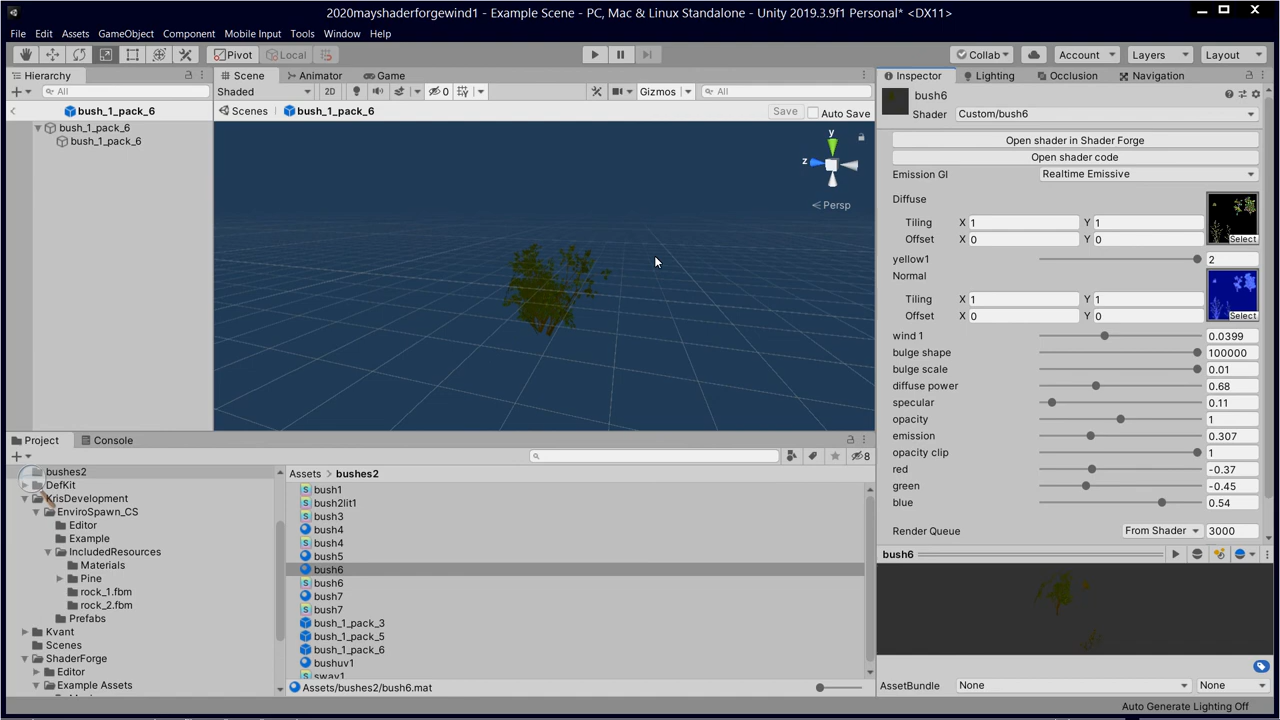 2020mayshaderforgewind1 - Example Scene - PC, Mac & Linux Standalone - Unity 2019.3.9f1 Personal* <DX11>
File Edit Assets GameObject Component Mobile Input Tools Window Help
Pivot Local Collab Account Layers Layout
Hierarchy Scene Animator Game Inspector Lighting Occlusion Navigation
All Shaded 2D 0 Gizmos All bush6
bush_1_pack_6 Scenes bush_1_pack_6 Save Auto Save Shader Custom/bush6
bush_1_pack_6
bush_1_pack_6
y
z
Persp
Open shader in Shader Forge
Open shader code
Emission GI Realtime Emissive
Diffuse
Tiling X 1 Y 1
Offset X 0 Y 0 Select
yellow1 2
Normal
Tiling X 1 Y 1
Offset X 0 Y 0 Select
wind 1 0.0399
bulge shape 100000
bulge scale 0.01
diffuse power 0.68
specular 0.11
opacity 1
emission 0.307
opacity clip 1
red -0.37
green -0.45
blue 0.54
Render Queue From Shader 3000
bush6
AssetBundle None None
Project Console
8
bushes2
DefKit
KrisDevelopment
EnviroSpawn_CS
Editor
Example
IncludedResources
Materials
Pine
rock_1.fbm
rock_2.fbm
Prefabs
Kvant
Scenes
ShaderForge
Editor
Example Assets
Assets > bushes2
bush1
bush2lit1
bush3
bush4
bush4
bush5
bush6
bush6
bush7
bush7
bush_1_pack_3
bush_1_pack_5
bush_1_pack_6
bushuv1
sway1
Assets/bushes2/bush6.mat
Auto Generate Lighting Off